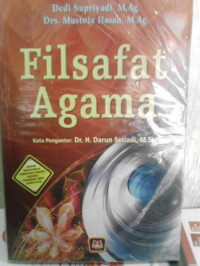 Dedi Supriyadi, M.Ag.
Drs. Mustofa Hasan, M.Ag.
Filsafat
Agama
Kata Pengantar: Dr. H. Darun Setiadi, M.Si.